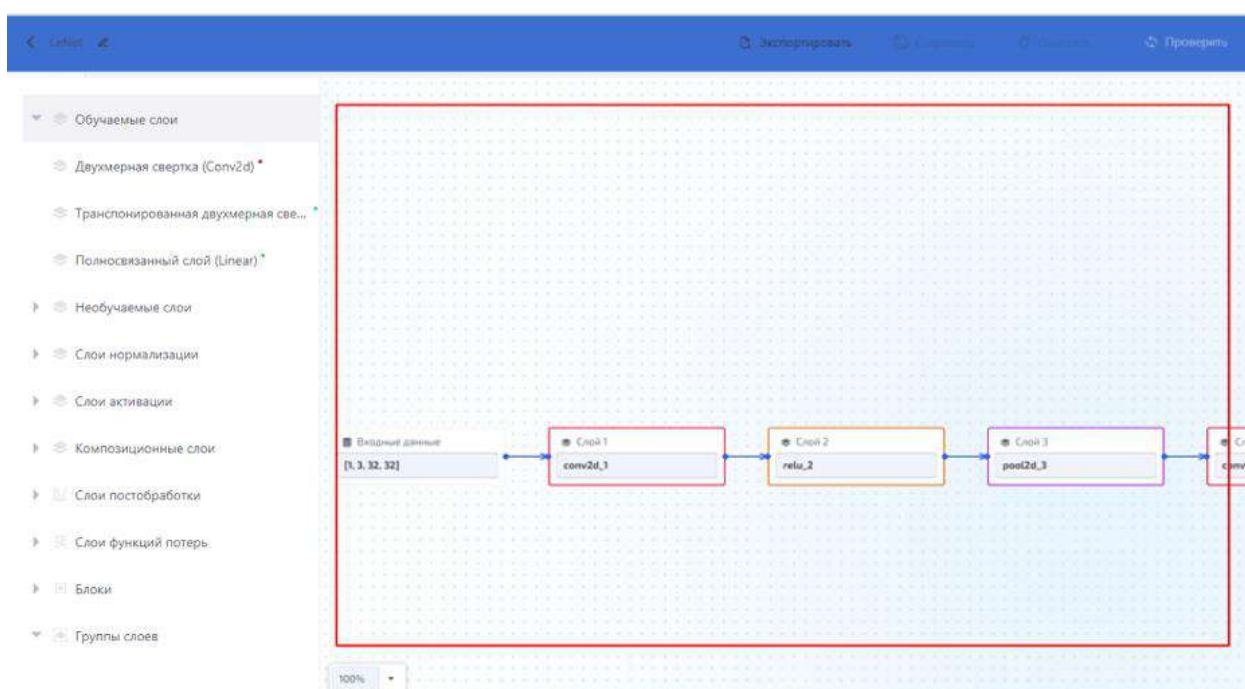 LeNet
Экспортировать
Сохранить
Проверить
Обучаемые слои
Двухмерная свертка (Conv2d)
Транспонированная двухмерная све...
Полносвязанный слой (Linear)
Необучаемые слои
Слои нормализации
Слои активации
Композиционные слои
Слои постобработки
Слои функций потерь
Блоки
Группы слоев
Входные данные
[1, 3, 32, 32]
Слой 1
conv2d_1
Слой 2
relu_2
Слой 3
pool2d_3
100%